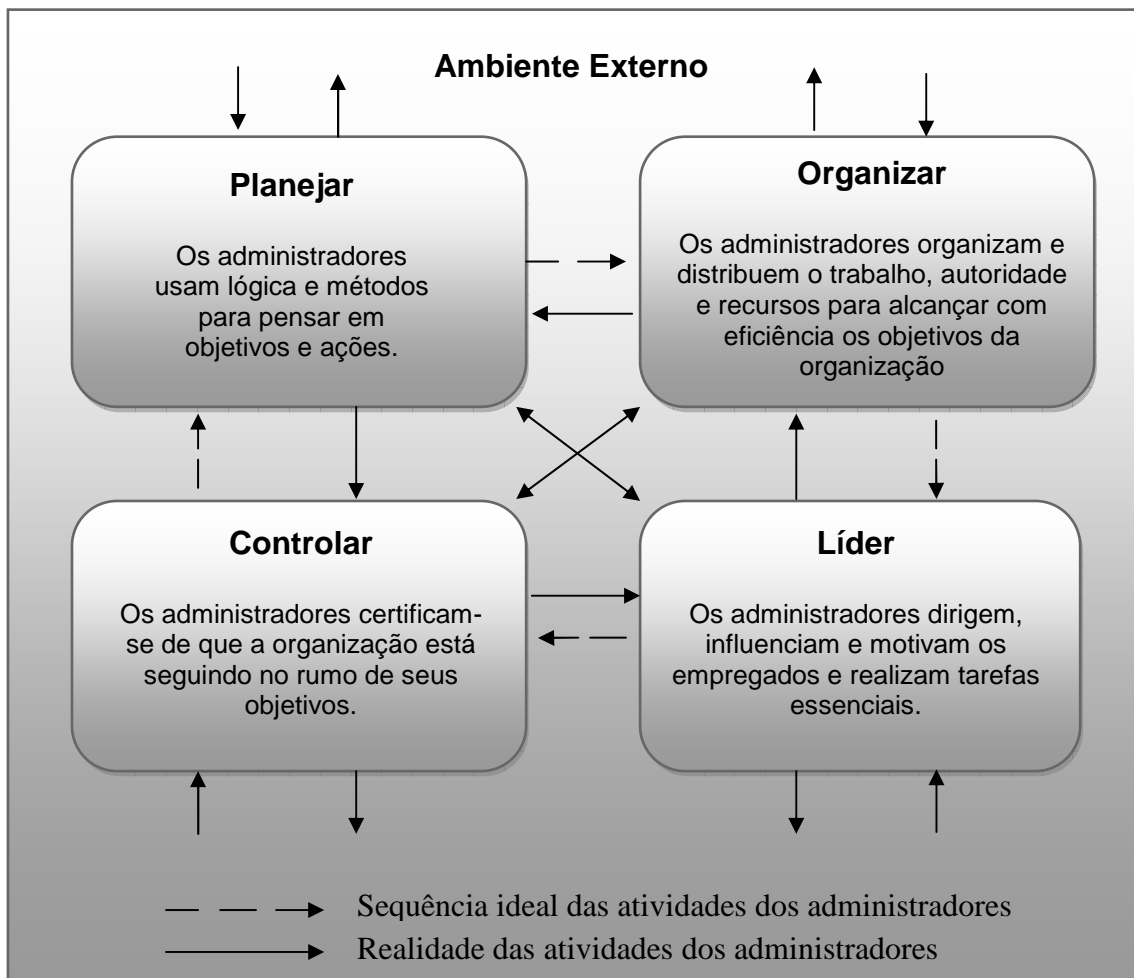 Ambiente Externo
Planejar
Os administradores
usam lógica e métodos
para pensar em
objetivos e ações.
Organizar
Os administradores organizam e
distribuem o trabalho, autoridade
e recursos para alcançar com
eficiência os objetivos da
organização
Controlar
Os administradores certificam-
se de que a organização está
seguindo no rumo de seus
objetivos.
Líder
Os administradores dirigem,
influenciam e motivam os
empregados e realizam tarefas
essenciais.
Sequência ideal das atividades dos administradores
Realidade das atividades dos administradores